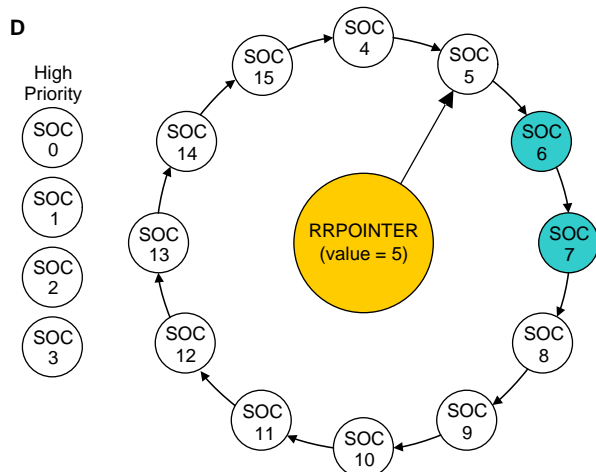 D
High
Priority
SOC
0
SOC
1
SOC
2
SOC
3
SOC
4
SOC
5
SOC
6
SOC
7
SOC
8
SOC
9
SOC
10
SOC
11
SOC
12
SOC
13
SOC
14
SOC
15
RRPOINTER
(value = 5)